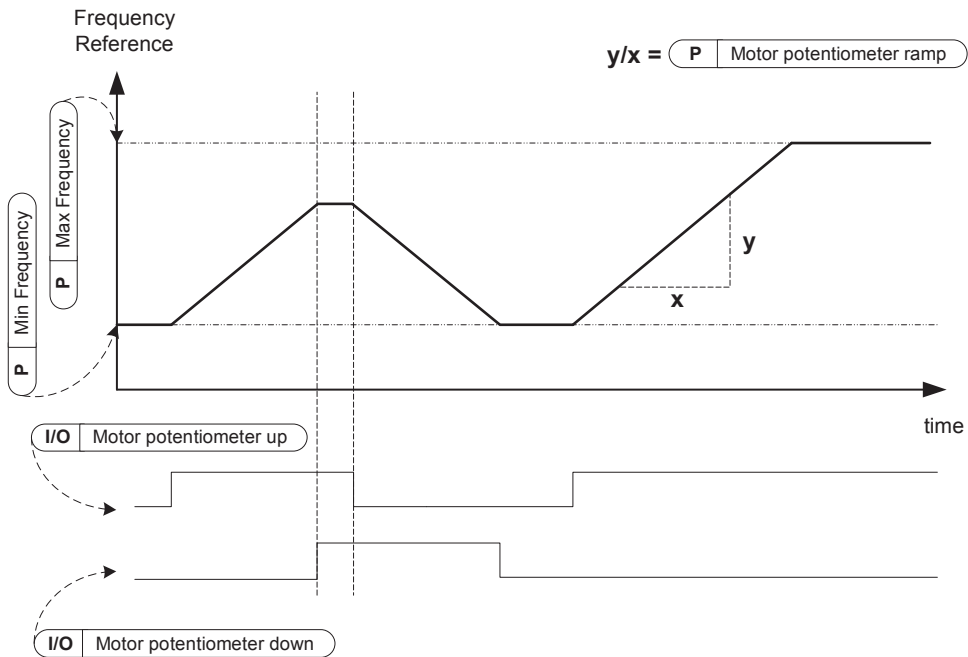 Frequency
Reference
y/x = P Motor potentiometer ramp
P Max Frequency
P Min Frequency
y
x
time
I/O Motor potentiometer up
I/O Motor potentiometer down